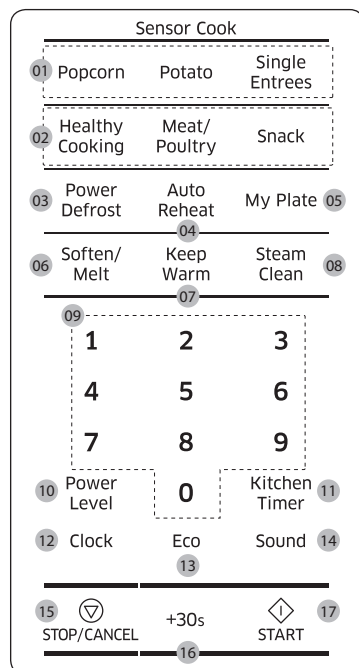 Sensor Cook
01 Popcorn Potato Single
Entrees
02 Healthy Meat/ Snack
Cooking Poultry
03 Power Auto My Plate 05
Defrost Reheat
04
06 Soften/ Keep Steam 08
Melt Warm Clean
07
09
1 2 3
4 5 6
7 8 9
10 Power 0 Kitchen 11
Level Timer
12 Clock Eco Sound 14
13
15 +30s 17
STOP/CANCEL START
16